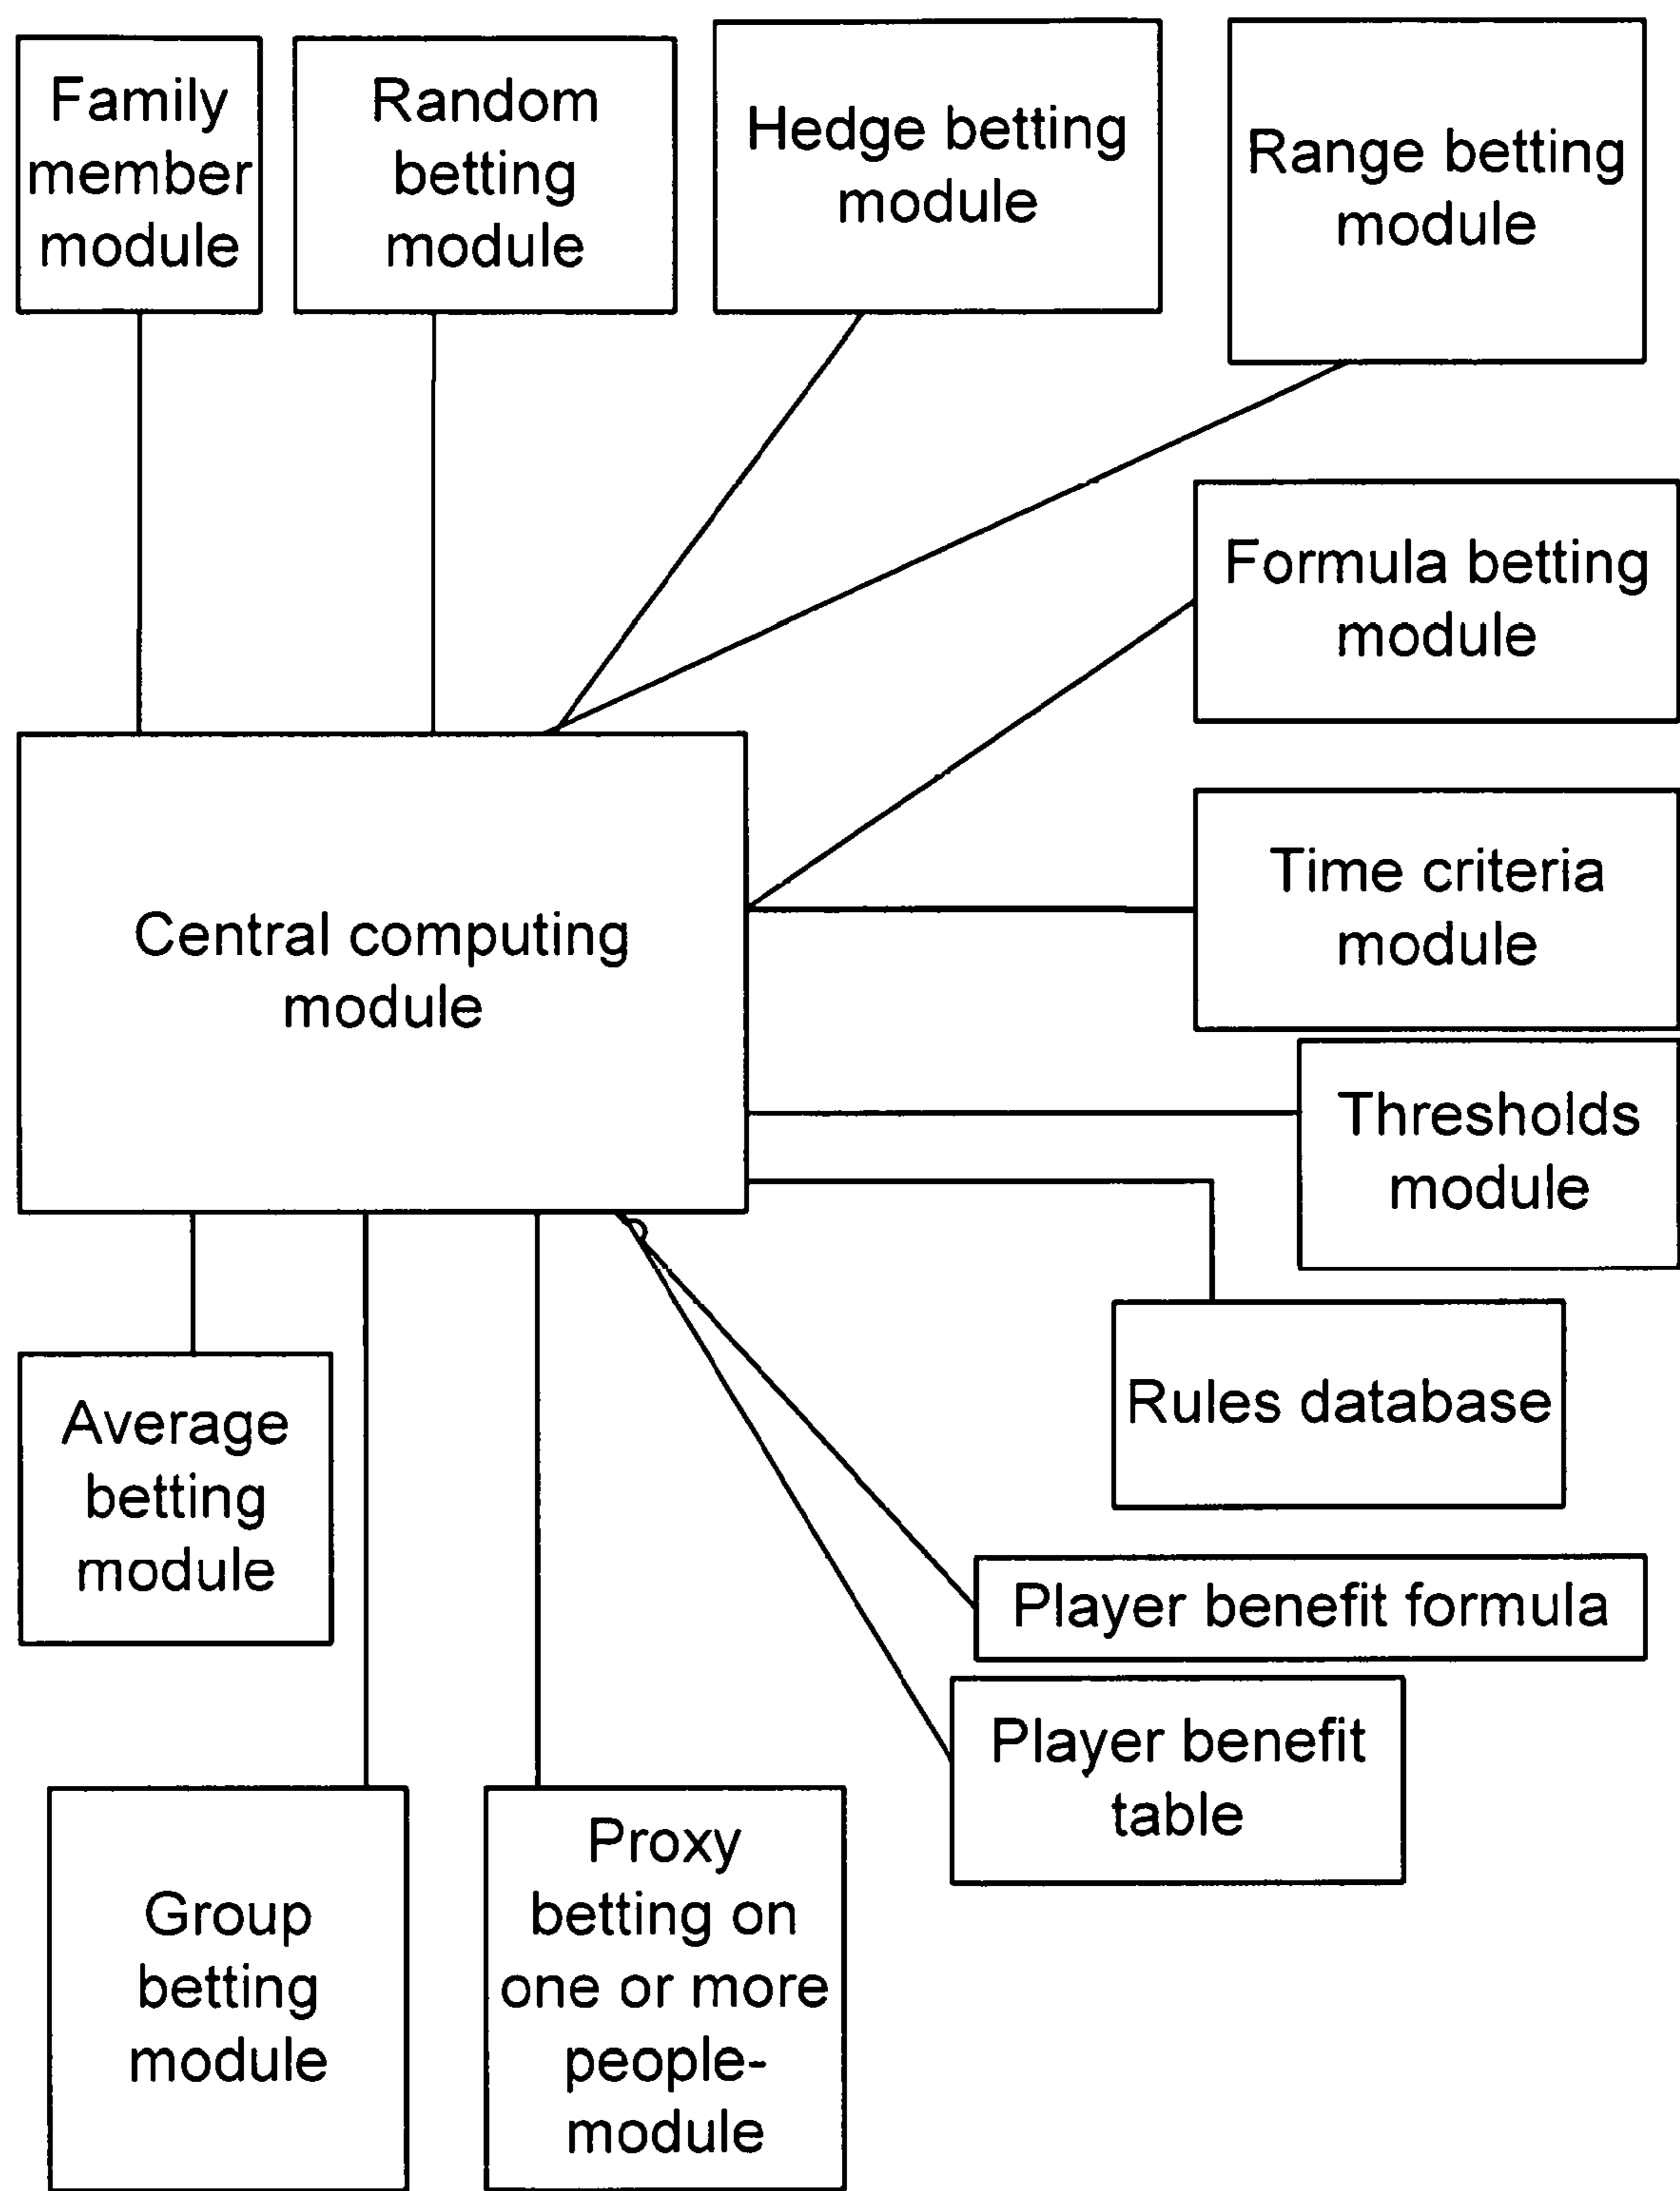 Family
member
module
Random
betting
module
Hedge betting
module
Range betting
module
Formula betting
module
Time criteria
module
Central computing
module
Thresholds
module
Rules database
Average
betting
module
Player benefit formula
Player benefit
table
Group
betting
module
Proxy
betting on
one or more
people-
module